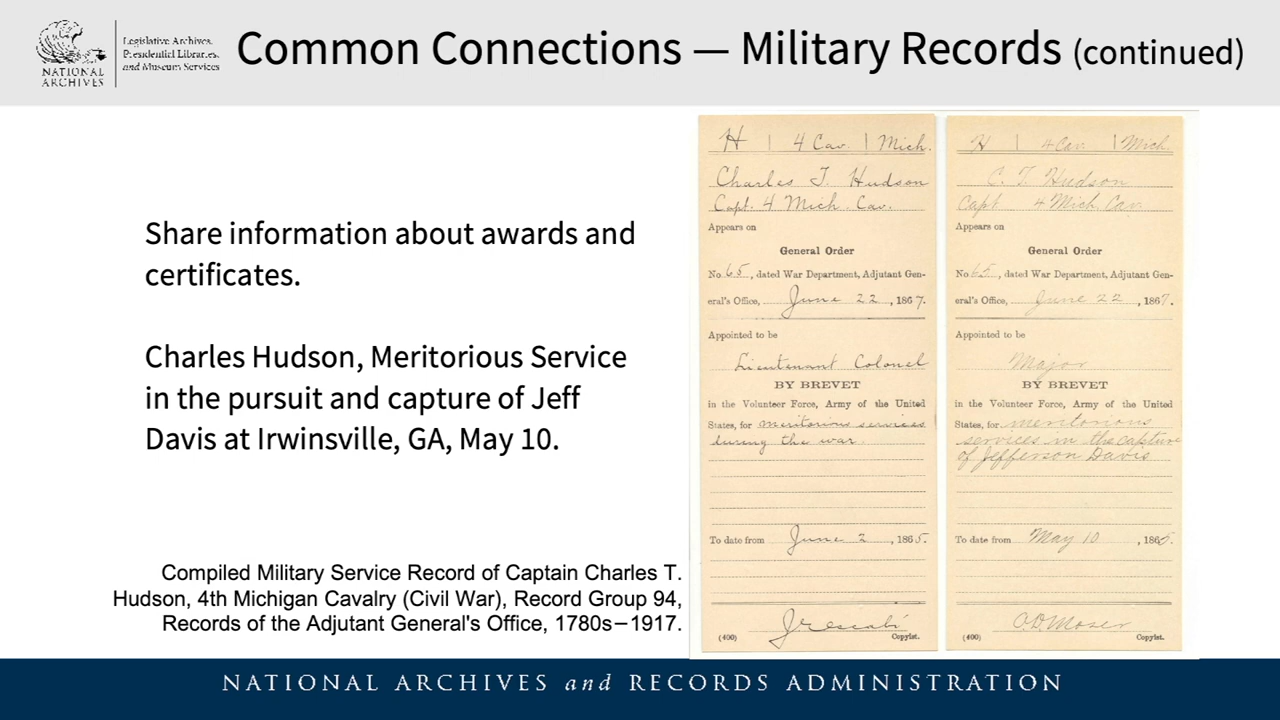 NATIONAL
ARCHIVES
Legislative Archives,
Presidential Libraries,
and Museum Services
Common Connections — Military Records (continued)
Share information about awards and
certificates.
Charles Hudson, Meritorious Service
in the pursuit and capture of Jeff
Davis at Irwinsville, GA, May 10.
Compiled Military Service Record of Captain Charles T.
Hudson, 4th Michigan Cavalry (Civil War), Record Group 94,
Records of the Adjutant General's Office, 1780s–1917.
H | 4 Cav. | Mich.
Charles T. Hudson
Capt. 4 Mich. Cav.
Appears on
General Order
No. 65, dated War Department, Adjutant Gen-
eral's Office, June 22, 1867.
Appointed to be
Lieutenant Colonel
BY BREVET
in the Volunteer Force, Army of the United
States, for meritorious services
during the war.
To date from June 2, 1865.
(400) Copyist.
H | 4 Cav. | Mich.
C. T. Hudson
Capt 4 Mich. Cav.
Appears on
General Order
No. 65, dated War Department, Adjutant Gen-
eral's Office, June 22, 1867.
Appointed to be
Major
BY BREVET
in the Volunteer Force, Army of the United
States, for meritorious
services in the capture
of Jefferson Davis
To date from May 10, 1865.
O.D. Moser
(400) Copyist.
NATIONAL ARCHIVES and RECORDS ADMINISTRATION